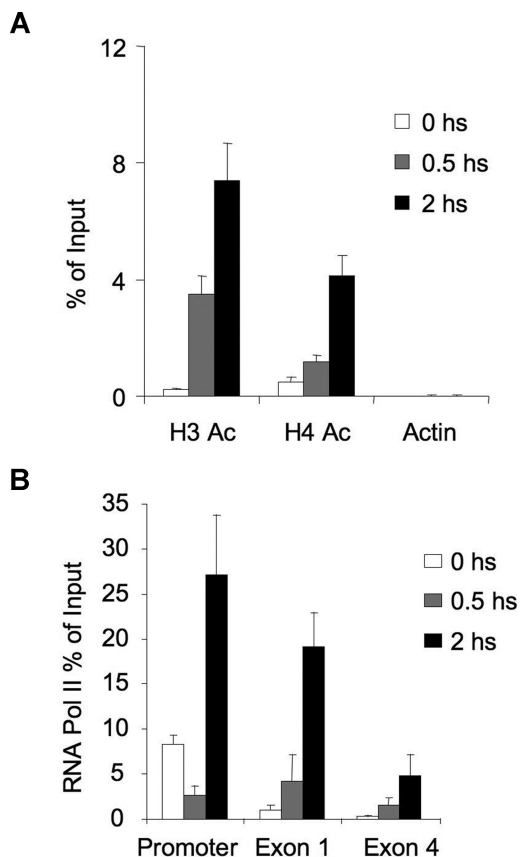 A
% of Input
12
8
4
0
0 hs
0.5 hs
2 hs
H3 Ac
H4 Ac
Actin
B
RNA Pol II % of Input
35
30
25
20
15
10
5
0
0 hs
0.5 hs
2 hs
Promoter
Exon 1
Exon 4